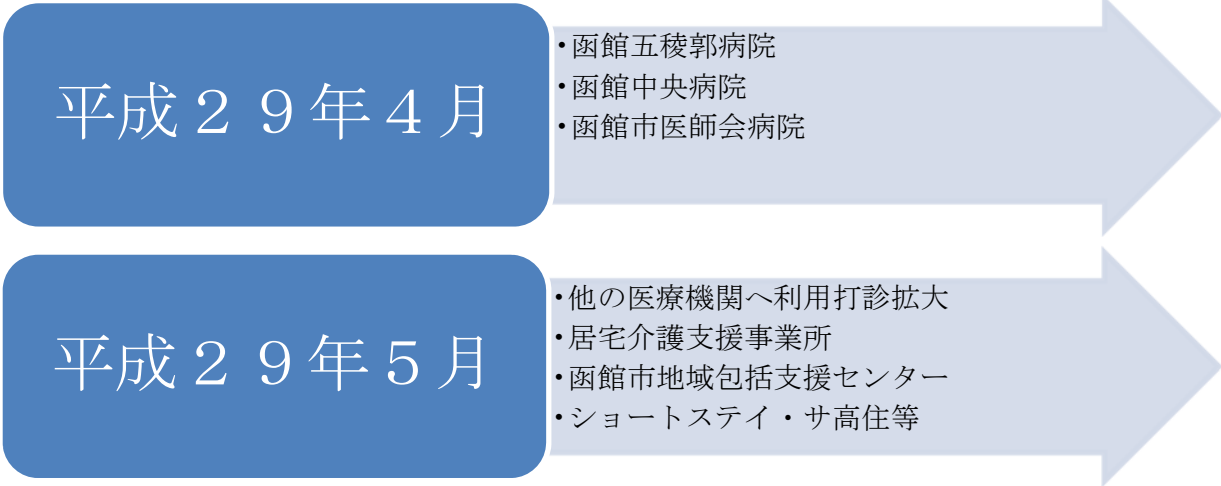 平成２９年４月
・函館五稜郭病院
・函館中央病院
・函館市医師会病院
平成２９年５月
・他の医療機関へ利用打診拡大
・居宅介護支援事業所
・函館市地域包括支援センター
・ショートステイ・サ高住等